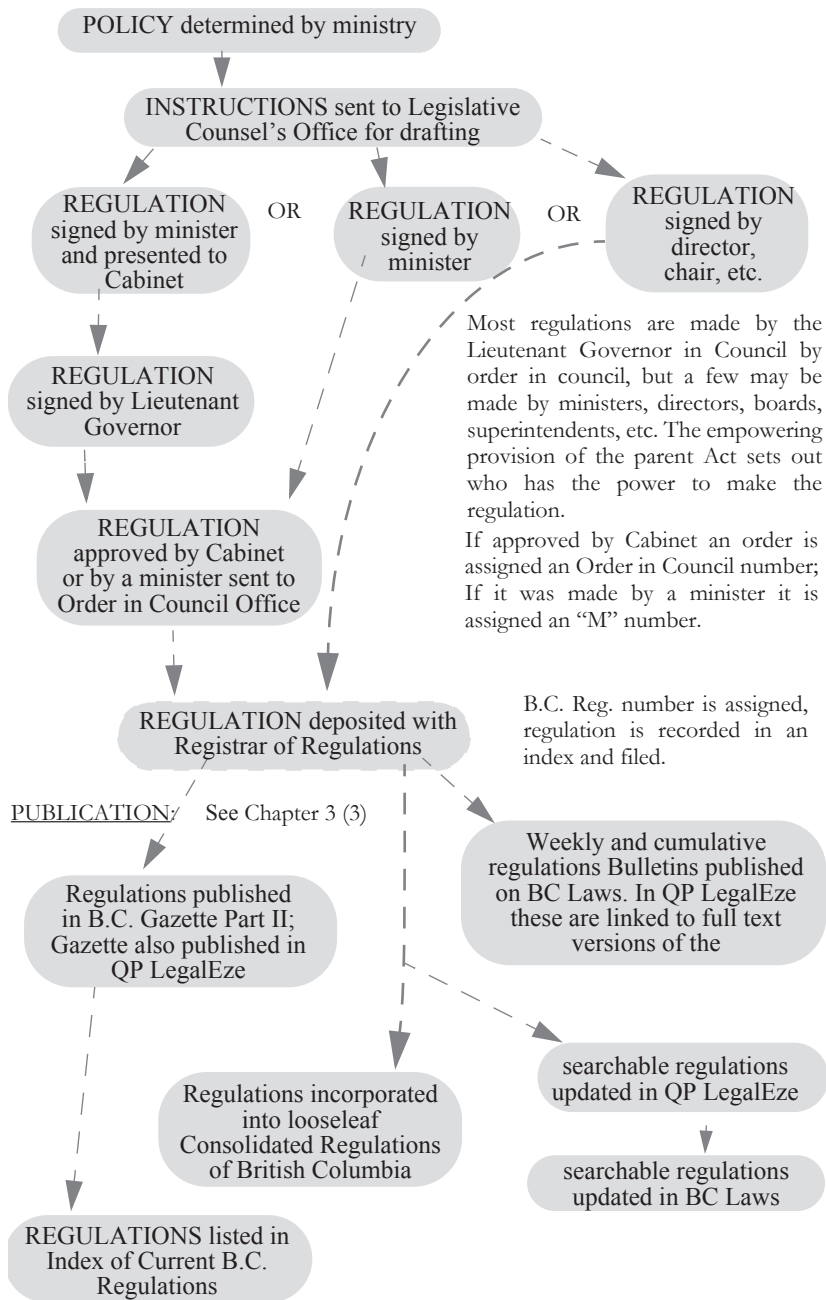 POLICY determined by ministry
INSTRUCTIONS sent to Legislative
Counsel's Office for drafting
REGULATION
signed by minister
and presented to
Cabinet
OR
REGULATION
signed by
minister
OR
REGULATION
signed by
director,
chair, etc.
Most regulations are made by the
Lieutenant Governor in Council by
order in council, but a few may be
made by ministers, directors, boards,
superintendents, etc. The empowering
provision of the parent Act sets out
who has the power to make the
regulation.
If approved by Cabinet an order is
assigned an Order in Council number;
If it was made by a minister it is
assigned an “M” number.
REGULATION
signed by Lieutenant
Governor
REGULATION
approved by Cabinet
or by a minister sent to
Order in Council Office
REGULATION deposited with
Registrar of Regulations
B.C. Reg. number is assigned,
regulation is recorded in an
index and filed.
PUBLICATION: See Chapter 3 (3)
Regulations published
in B.C. Gazette Part II;
Gazette also published in
QP LegalEze
Weekly and cumulative
regulations Bulletins published
on BC Laws. In QP LegalEze
these are linked to full text
versions of the
Regulations incorporated
into looseleaf
Consolidated Regulations
of British Columbia
searchable regulations
updated in QP LegalEze
searchable regulations
updated in BC Laws
REGULATIONS listed in
Index of Current B.C.
Regulations